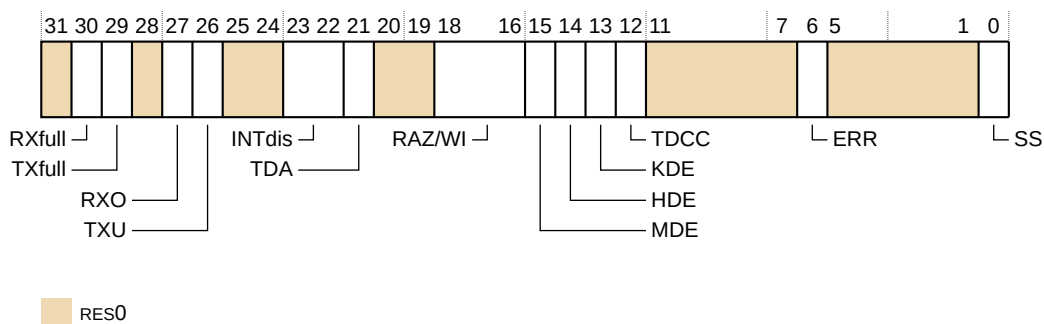 31 30 29 28 27 26 25 24 23 22 21 20 19 18 16 15 14 13 12 11 7 6 5 1 0
RXfull INTdis RAZ/WI TDCC ERR SS
TXfull TDA KDE
RXO HDE
TXU MDE
RES0